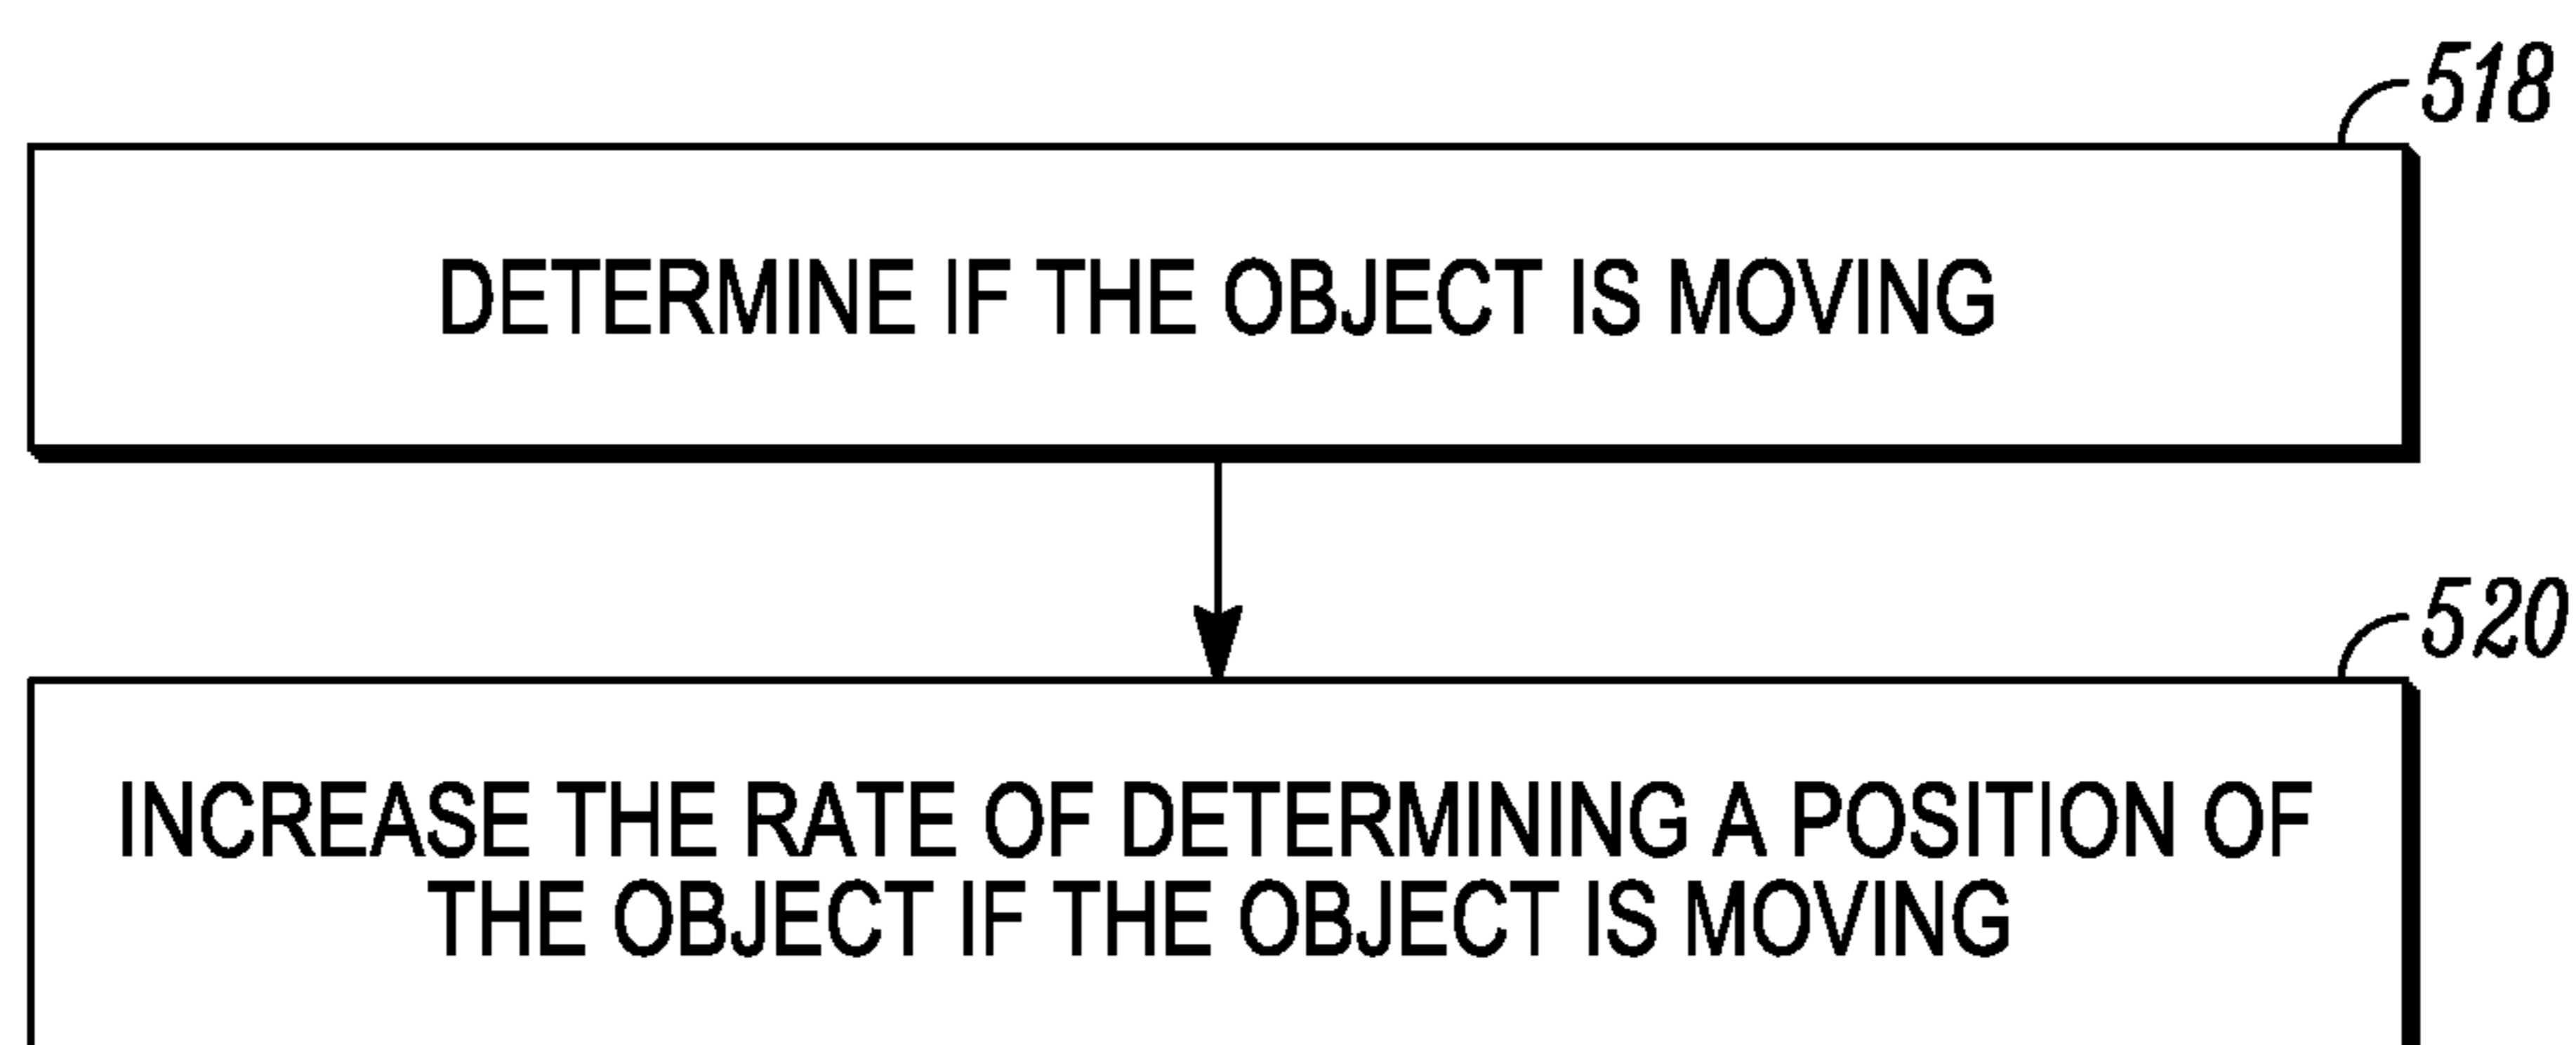 518
DETERMINE IF THE OBJECT IS MOVING
520
INCREASE THE RATE OF DETERMINING A POSITION OF
THE OBJECT IF THE OBJECT IS MOVING